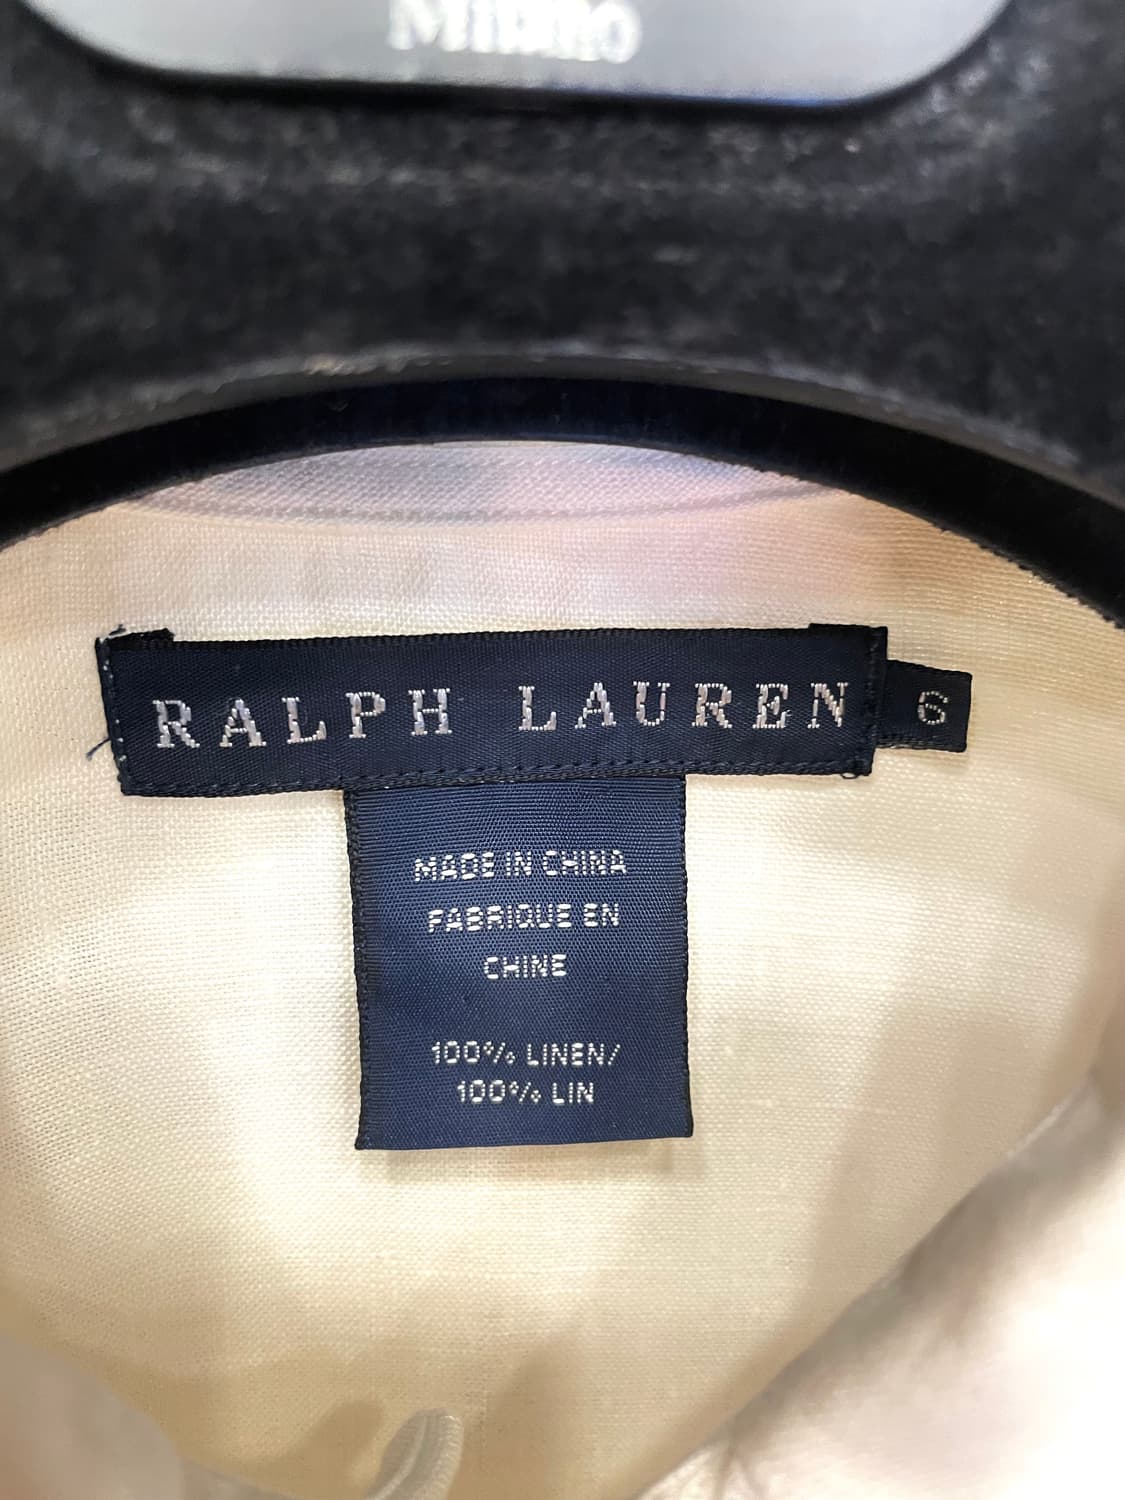 RALPH LAUREN 6
MADE IN CHINA
FABRIQUE EN
CHINE
100% LINEN/
100% LIN